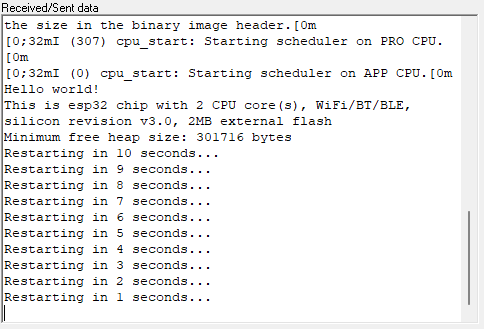 Received/Sent data
the size in the binary image header.[0m
[0;32mI (307) cpu_start: Starting scheduler on PRO CPU.
[0m
[0;32mI (0) cpu_start: Starting scheduler on APP CPU.[0m
Hello world!
This is esp32 chip with 2 CPU core(s), WiFi/BT/BLE,
silicon revision v3.0, 2MB external flash
Minimum free heap size: 301716 bytes
Restarting in 10 seconds...
Restarting in 9 seconds...
Restarting in 8 seconds...
Restarting in 7 seconds...
Restarting in 6 seconds...
Restarting in 5 seconds...
Restarting in 4 seconds...
Restarting in 3 seconds...
Restarting in 2 seconds...
Restarting in 1 seconds...